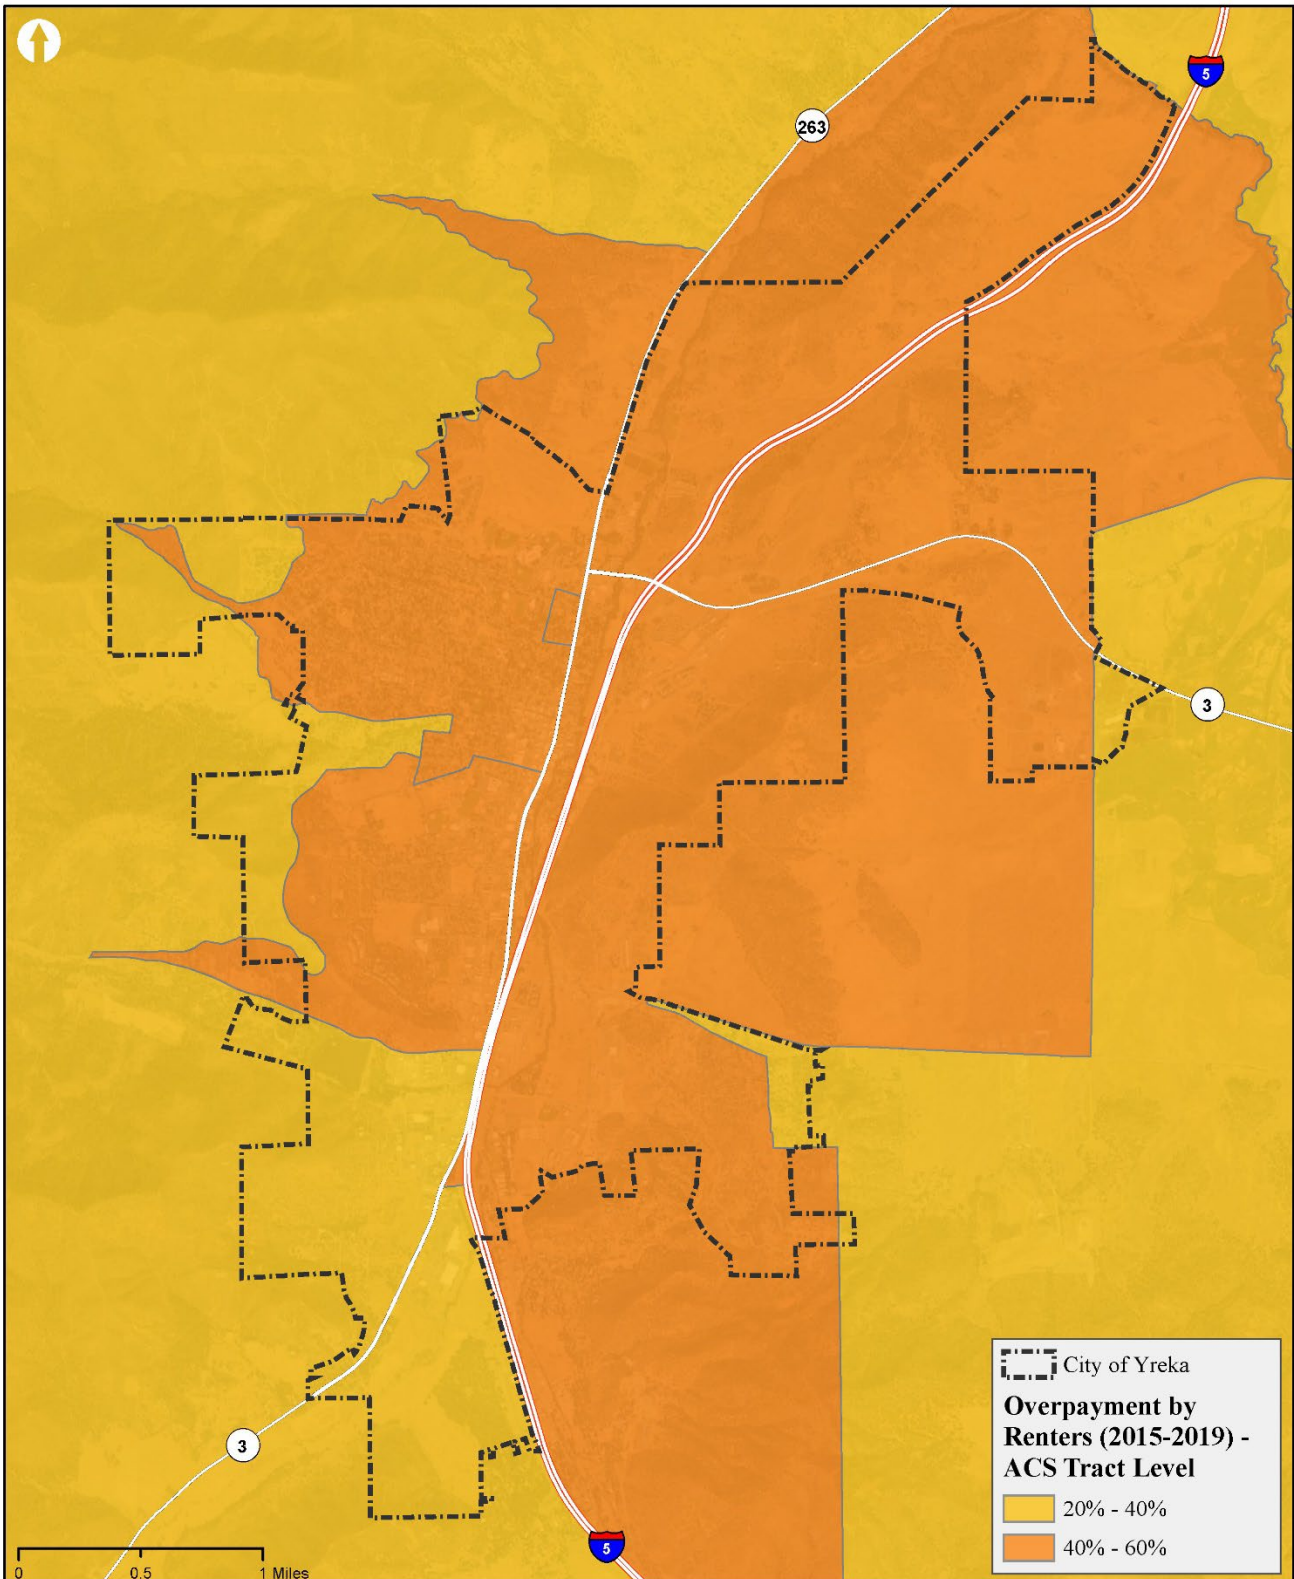 5
263
3
3
5
City of Yreka
Overpayment by
Renters (2015-2019) -
ACS Tract Level
20% - 40%
40% - 60%
0 0.5 1 Miles